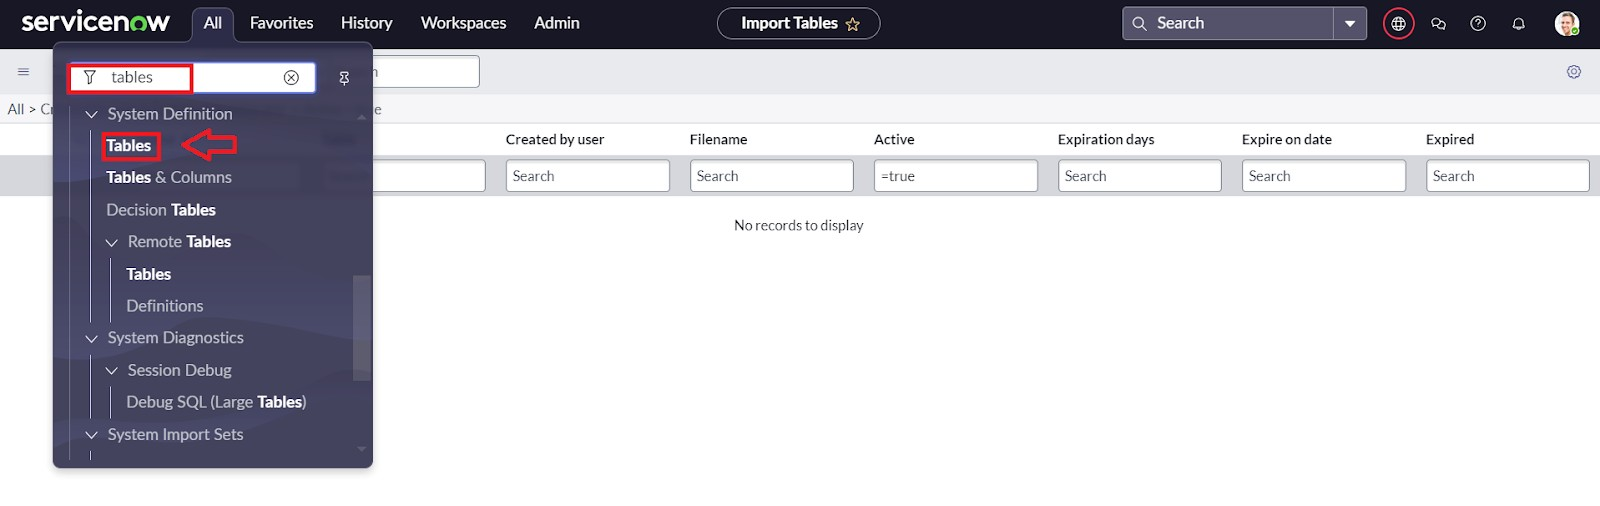 servicenow All Favorites History Workspaces Admin Import Tables Search
tables
All >
System Definition
Tables
Tables & Columns
Decision Tables
Remote Tables
Tables
Definitions
System Diagnostics
Session Debug
Debug SQL (Large Tables)
System Import Sets
Created by user Filename Active Expiration days Expire on date Expired
Search Search =true Search Search Search
No records to display